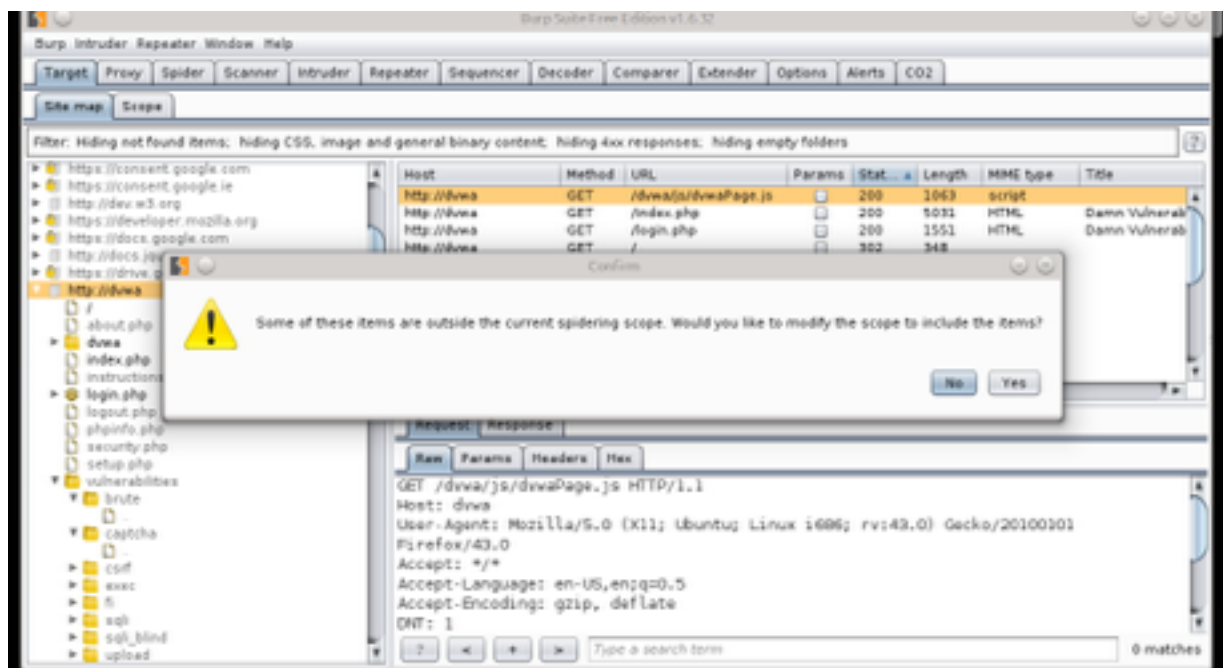 Burp Suite Free Edition v1.6.32
Burp Intruder Repeater Window Help
Target Proxy Spider Scanner Intruder Repeater Sequencer Decoder Comparer Extender Options Alerts CO2
Site map Scope
Filter: Hiding not found items; hiding CSS, image and general binary content; hiding 4xx responses; hiding empty folders ?
https://consent.google.com
https://consent.google.ie
http://dev.w3.org
https://developer.mozilla.org
https://docs.google.com
http://docs.jq
https://drive.g
http://dvwa
/
about.php
dvwa
index.php
instructions
login.php
logout.php
phpinfo.php
security.php
setup.php
vulnerabilities
brute
captcha
csrf
exec
fi
sqli
sqli_blind
upload
Host Method URL Params Stat... Length MIME type Title
http://dvwa GET /dvwa/js/dvwaPage.js 200 1063 script
http://dvwa GET /index.php 200 5031 HTML Damn Vulnerab
http://dvwa GET /login.php 200 1551 HTML Damn Vulnerab
http://dvwa GET / 302 348
Confirm
Some of these items are outside the current spidering scope. Would you like to modify the scope to include the items?
No Yes
Request Response
Raw Params Headers Hex
GET /dvwa/js/dvwaPage.js HTTP/1.1
Host: dvwa
User-Agent: Mozilla/5.0 (X11; Ubuntu; Linux i686; rv:43.0) Gecko/20100101
Firefox/43.0
Accept: */*
Accept-Language: en-US,en;q=0.5
Accept-Encoding: gzip, deflate
DNT: 1
? < + > Type a search term 0 matches